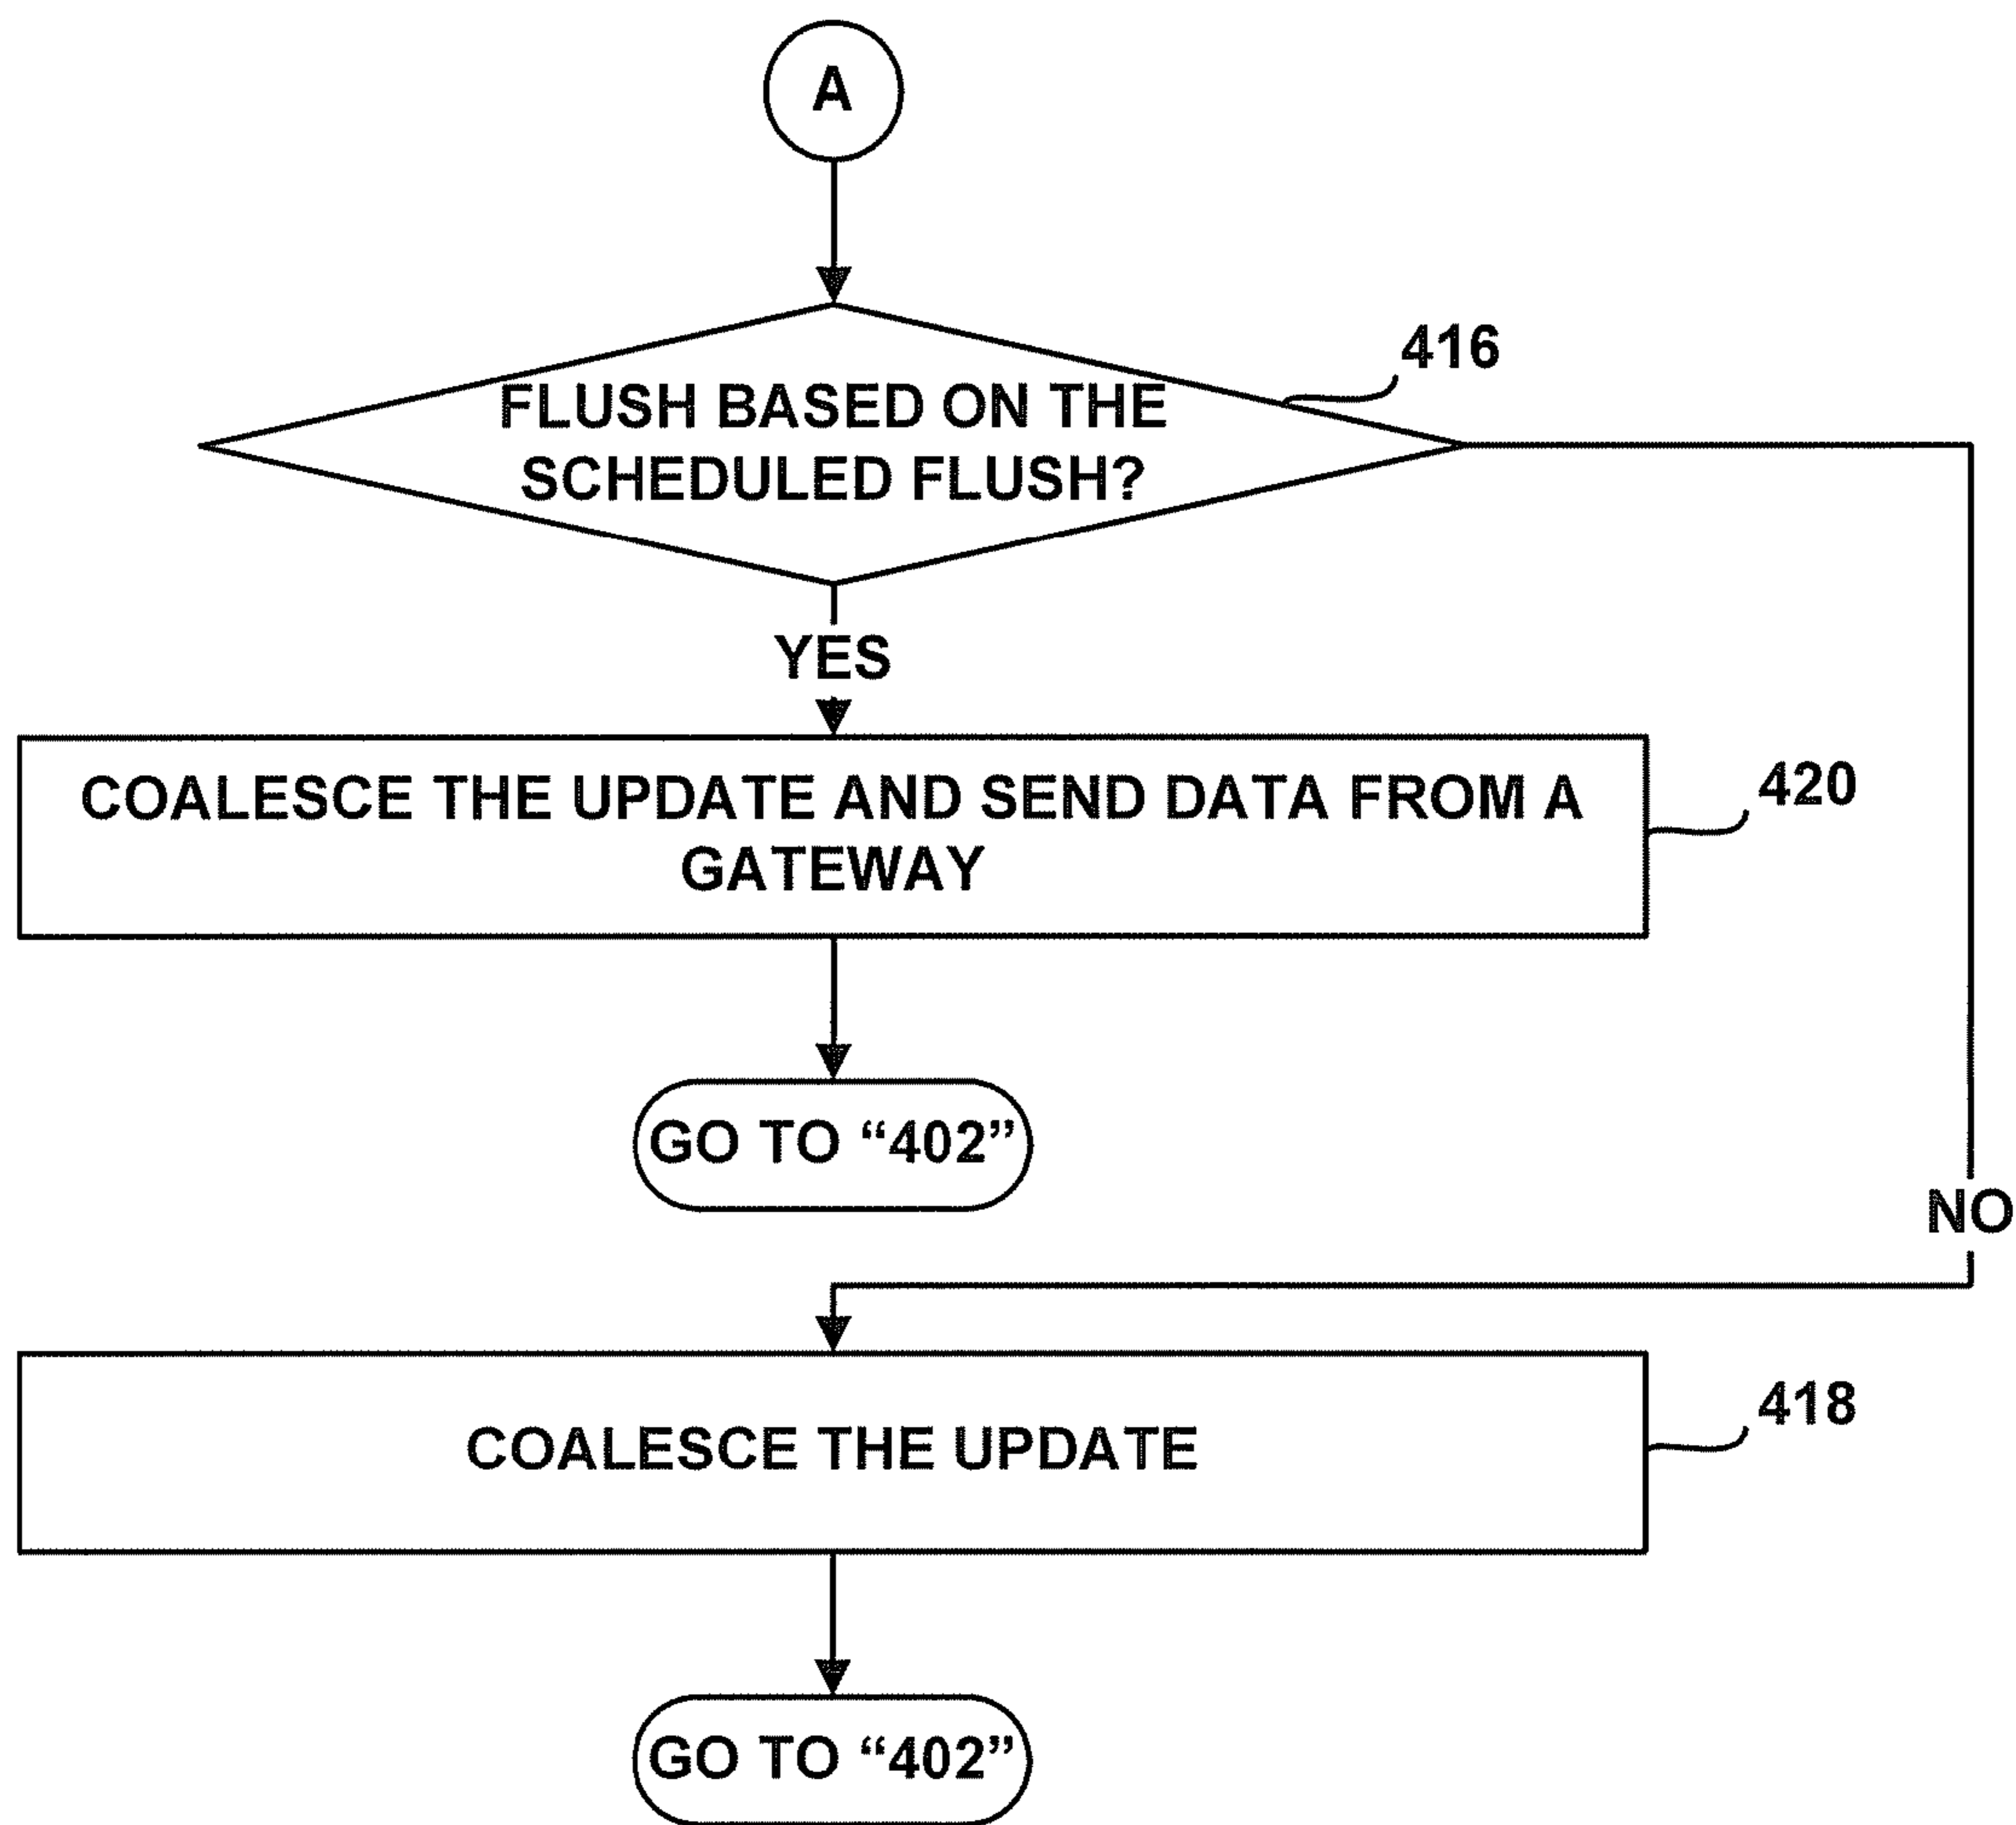 A
416
FLUSH BASED ON THE
SCHEDULED FLUSH?
YES
COALESCE THE UPDATE AND SEND DATA FROM A
GATEWAY
420
GO TO “402”
NO
COALESCE THE UPDATE
418
GO TO “402”